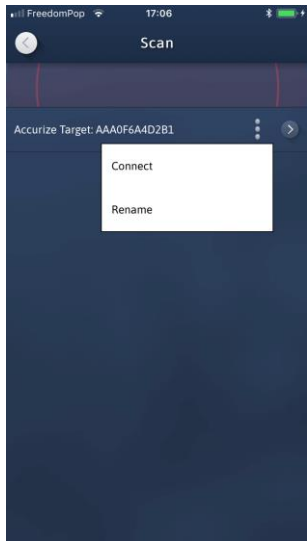 FreedomPop 17:06
Scan
Accurize Target: AAA0F6A4D2B1
Connect
Rename